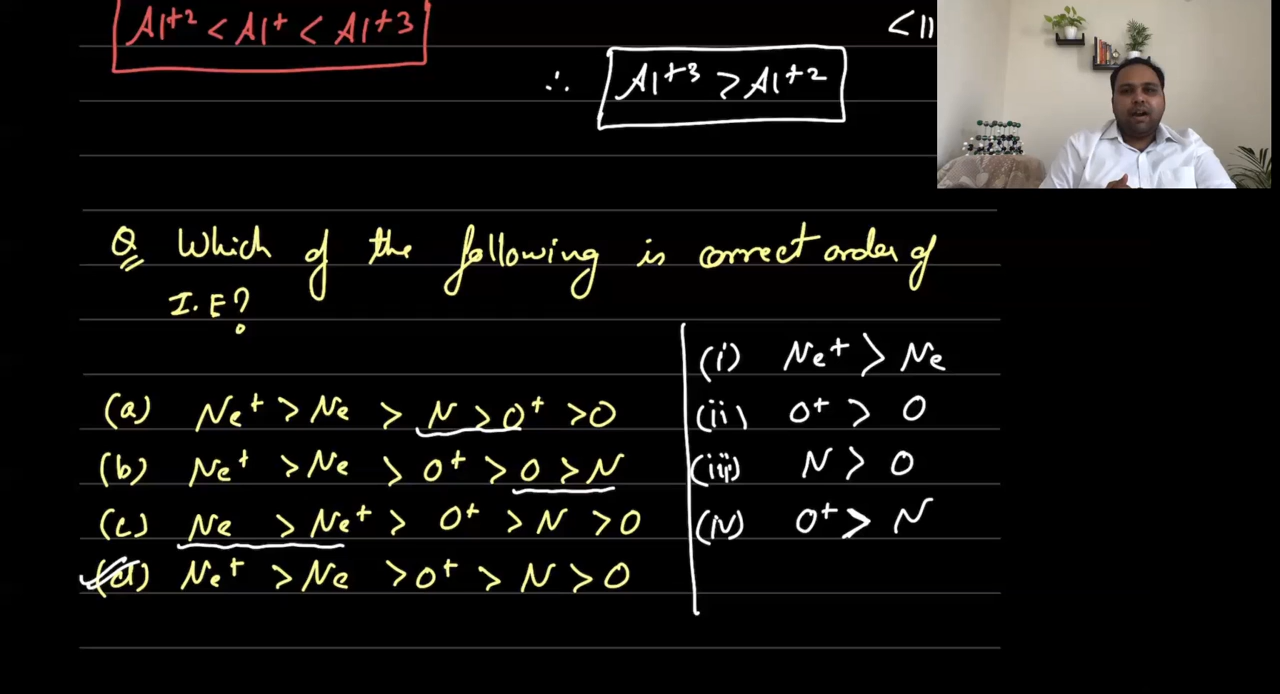 Al+2 < Al+ < Al+3
< 11
∴ Al+3 > Al+2
Q Which of the following is correct order of
I.E?
(a) Ne+ > Ne > N > O+ > O
(b) Ne+ > Ne > O+ > O > N
(c) Ne > Ne+ > O+ > N > O
(d) Ne+ > Ne > O+ > N > O
(i) Ne+ > Ne
(ii) O+ > O
(iii) N > O
(iv) O+ > N